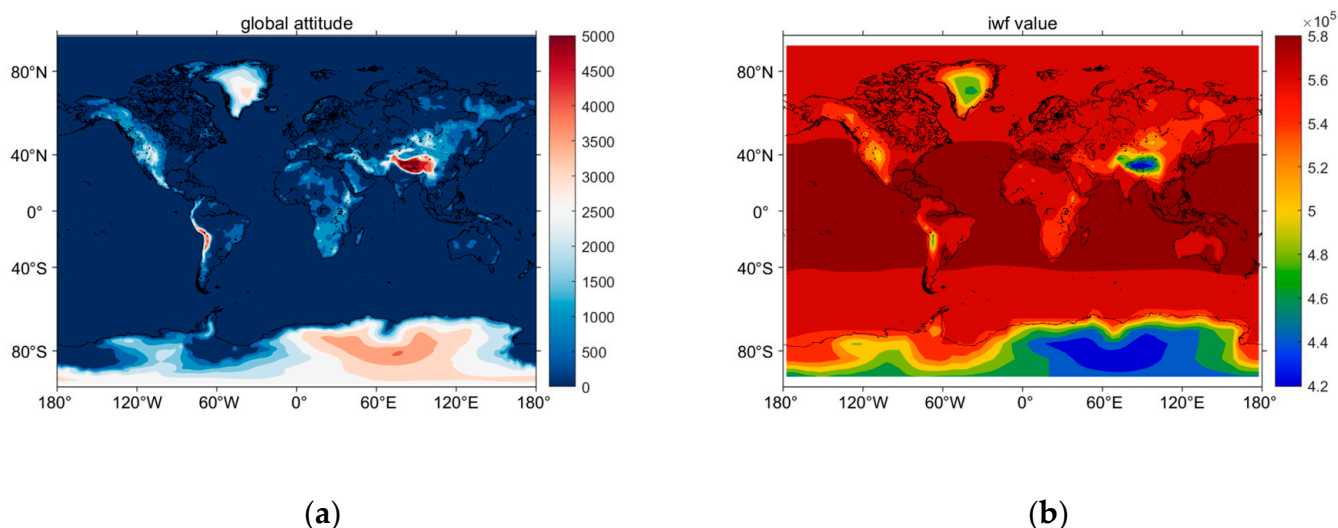 global attitude
5000
4500
4000
3500
3000
2500
2000
1500
1000
500
0
80°N
40°N
0°
40°S
80°S
180°
120°W
60°W
0°
60°E
120°E
180°
(a)
iwf value
×10⁵
5.8
5.6
5.4
5.2
5
4.8
4.6
4.4
4.2
80°N
40°N
0°
40°S
80°S
180°
120°W
60°W
0°
60°E
120°E
180°
(b)